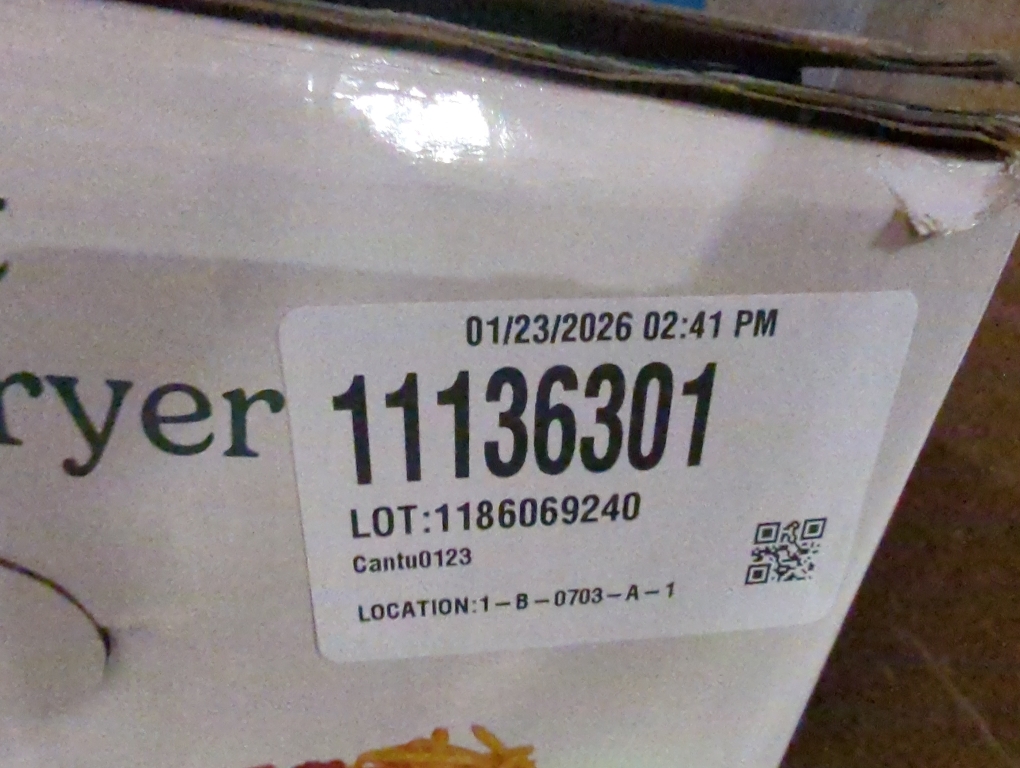 01/23/2026 02:41 PM
11136301
ryer
LOT:1186069240
Cantu0123
LOCATION:1-B-0703-A-1